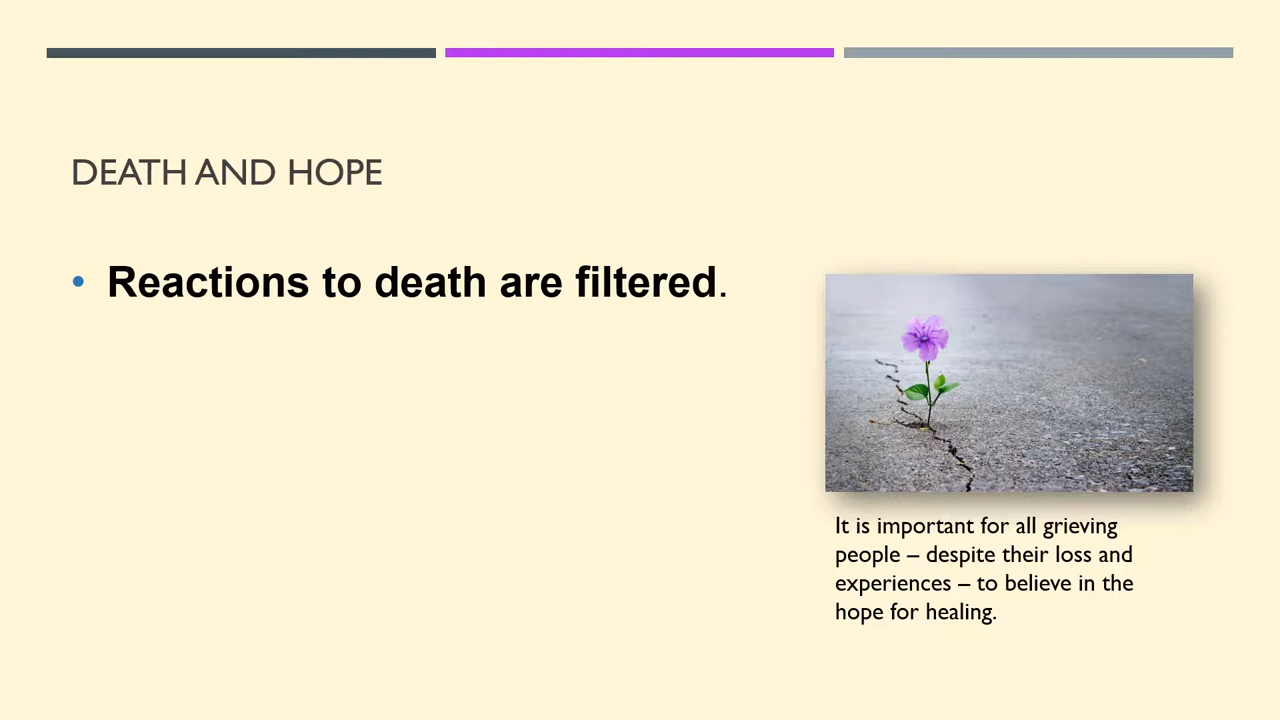 DEATH AND HOPE
• Reactions to death are filtered.
It is important for all grieving
people – despite their loss and
experiences – to believe in the
hope for healing.